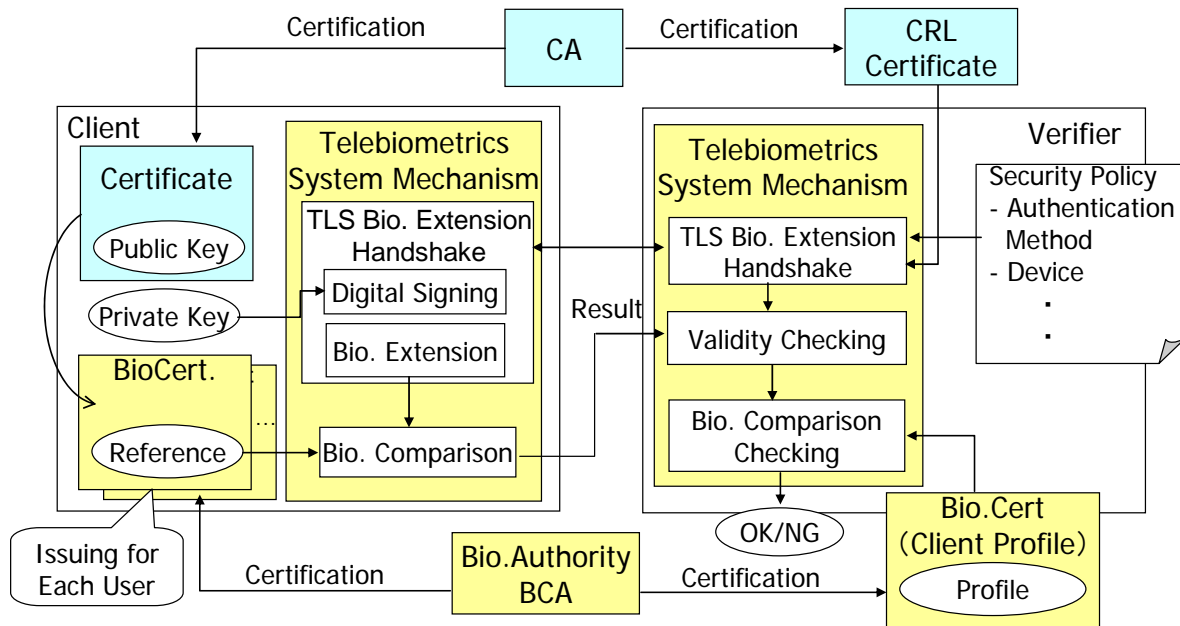 Certification
CA
Certification
CRL
Certificate
Client
Certificate
Public Key
Private Key
BioCert.
:
...
Reference
Issuing for
Each User
Telebiometrics
System Mechanism
TLS Bio. Extension
Handshake
Digital Signing
Bio. Extension
Bio. Comparison
Result
Verifier
Telebiometrics
System Mechanism
TLS Bio. Extension
Handshake
Validity Checking
Bio. Comparison
Checking
OK/NG
Security Policy
- Authentication
Method
- Device
・
・
Certification
Bio.Authority
BCA
Certification
Bio.Cert
(Client Profile)
Profile